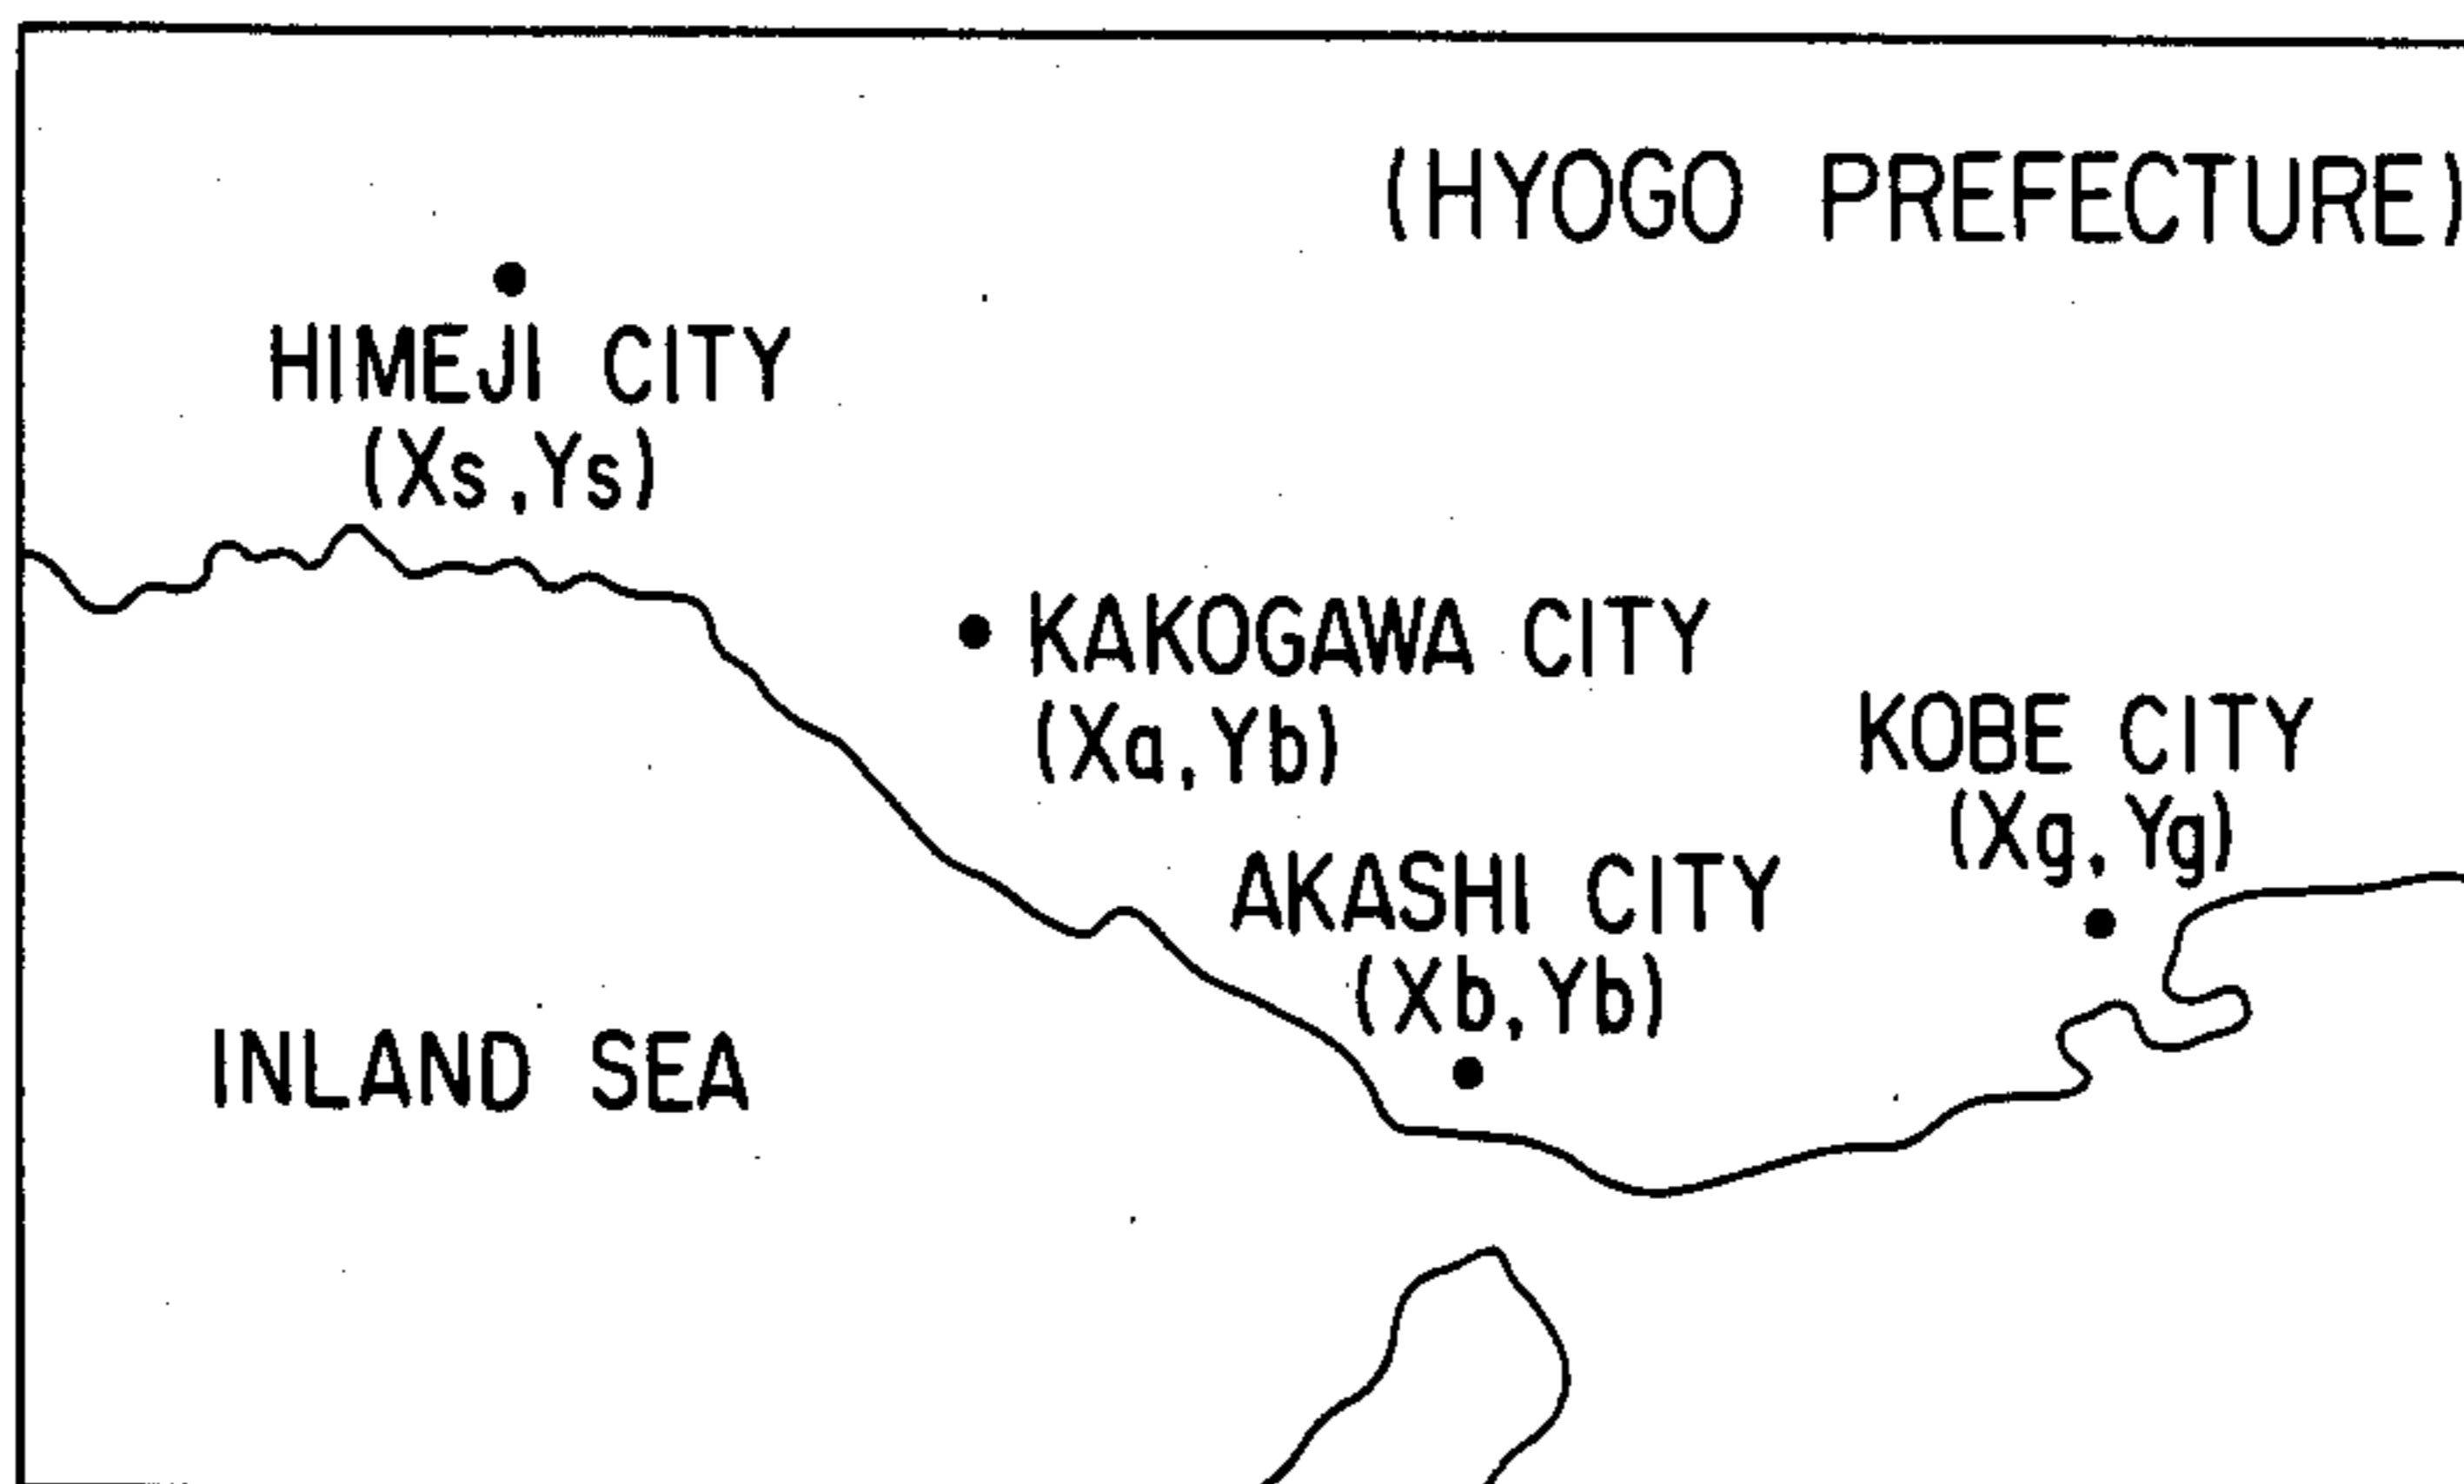 (HYOGO PREFECTURE)
HIMEJI CITY
(Xs,Ys)
KAKOGAWA CITY
(Xa,Yb)
KOBE CITY
(Xg,Yg)
AKASHI CITY
(Xb,Yb)
INLAND SEA